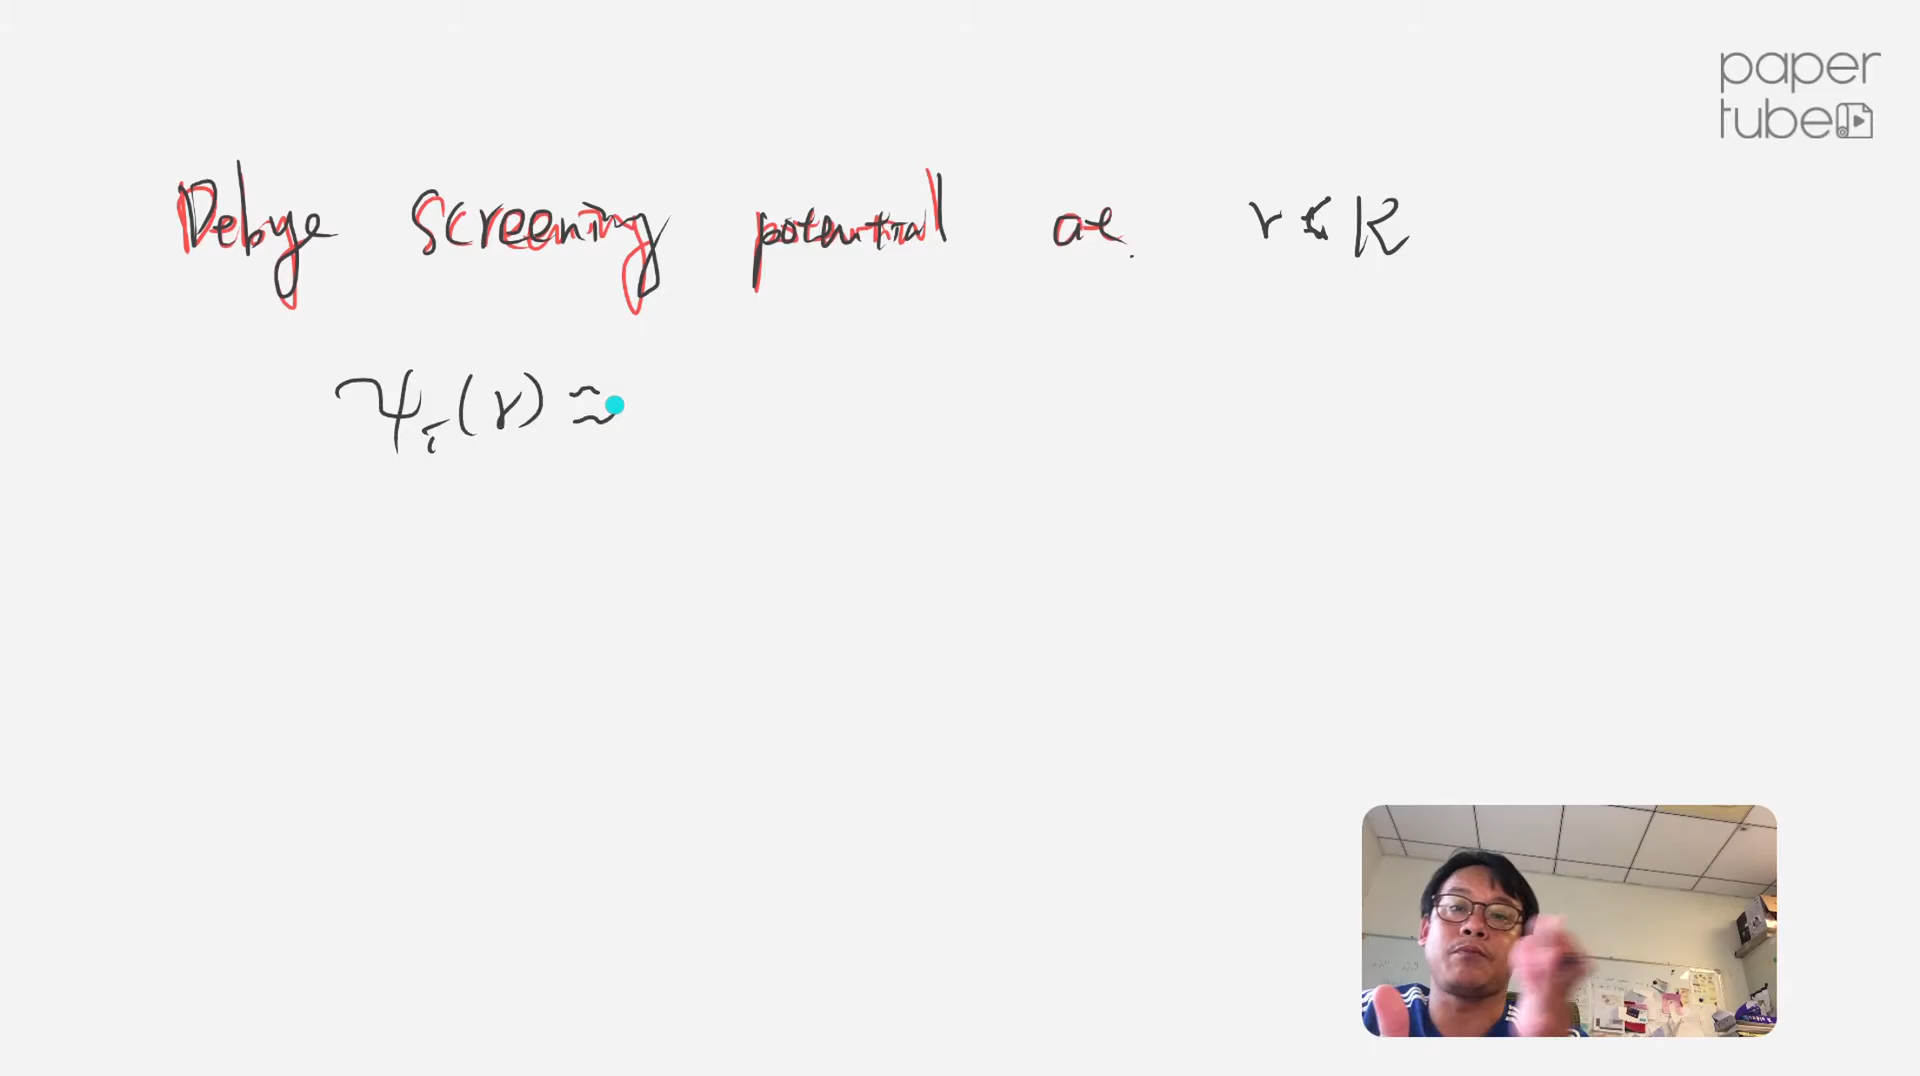 paper
tube
Debye screening potential at r < R
Ψᵢ(r) ≈